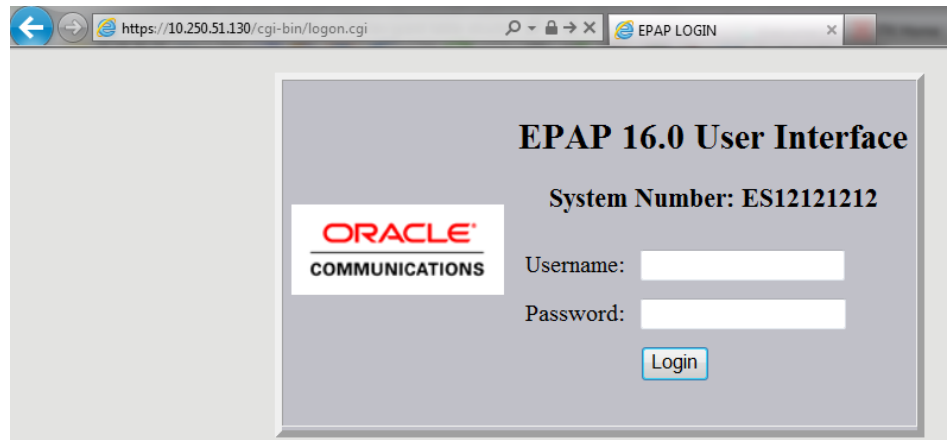 https://10.250.51.130/cgi-bin/logon.cgi
EPAP LOGIN
EPAP 16.0 User Interface
System Number: ES12121212
ORACLE
COMMUNICATIONS
Username:
Password:
Login